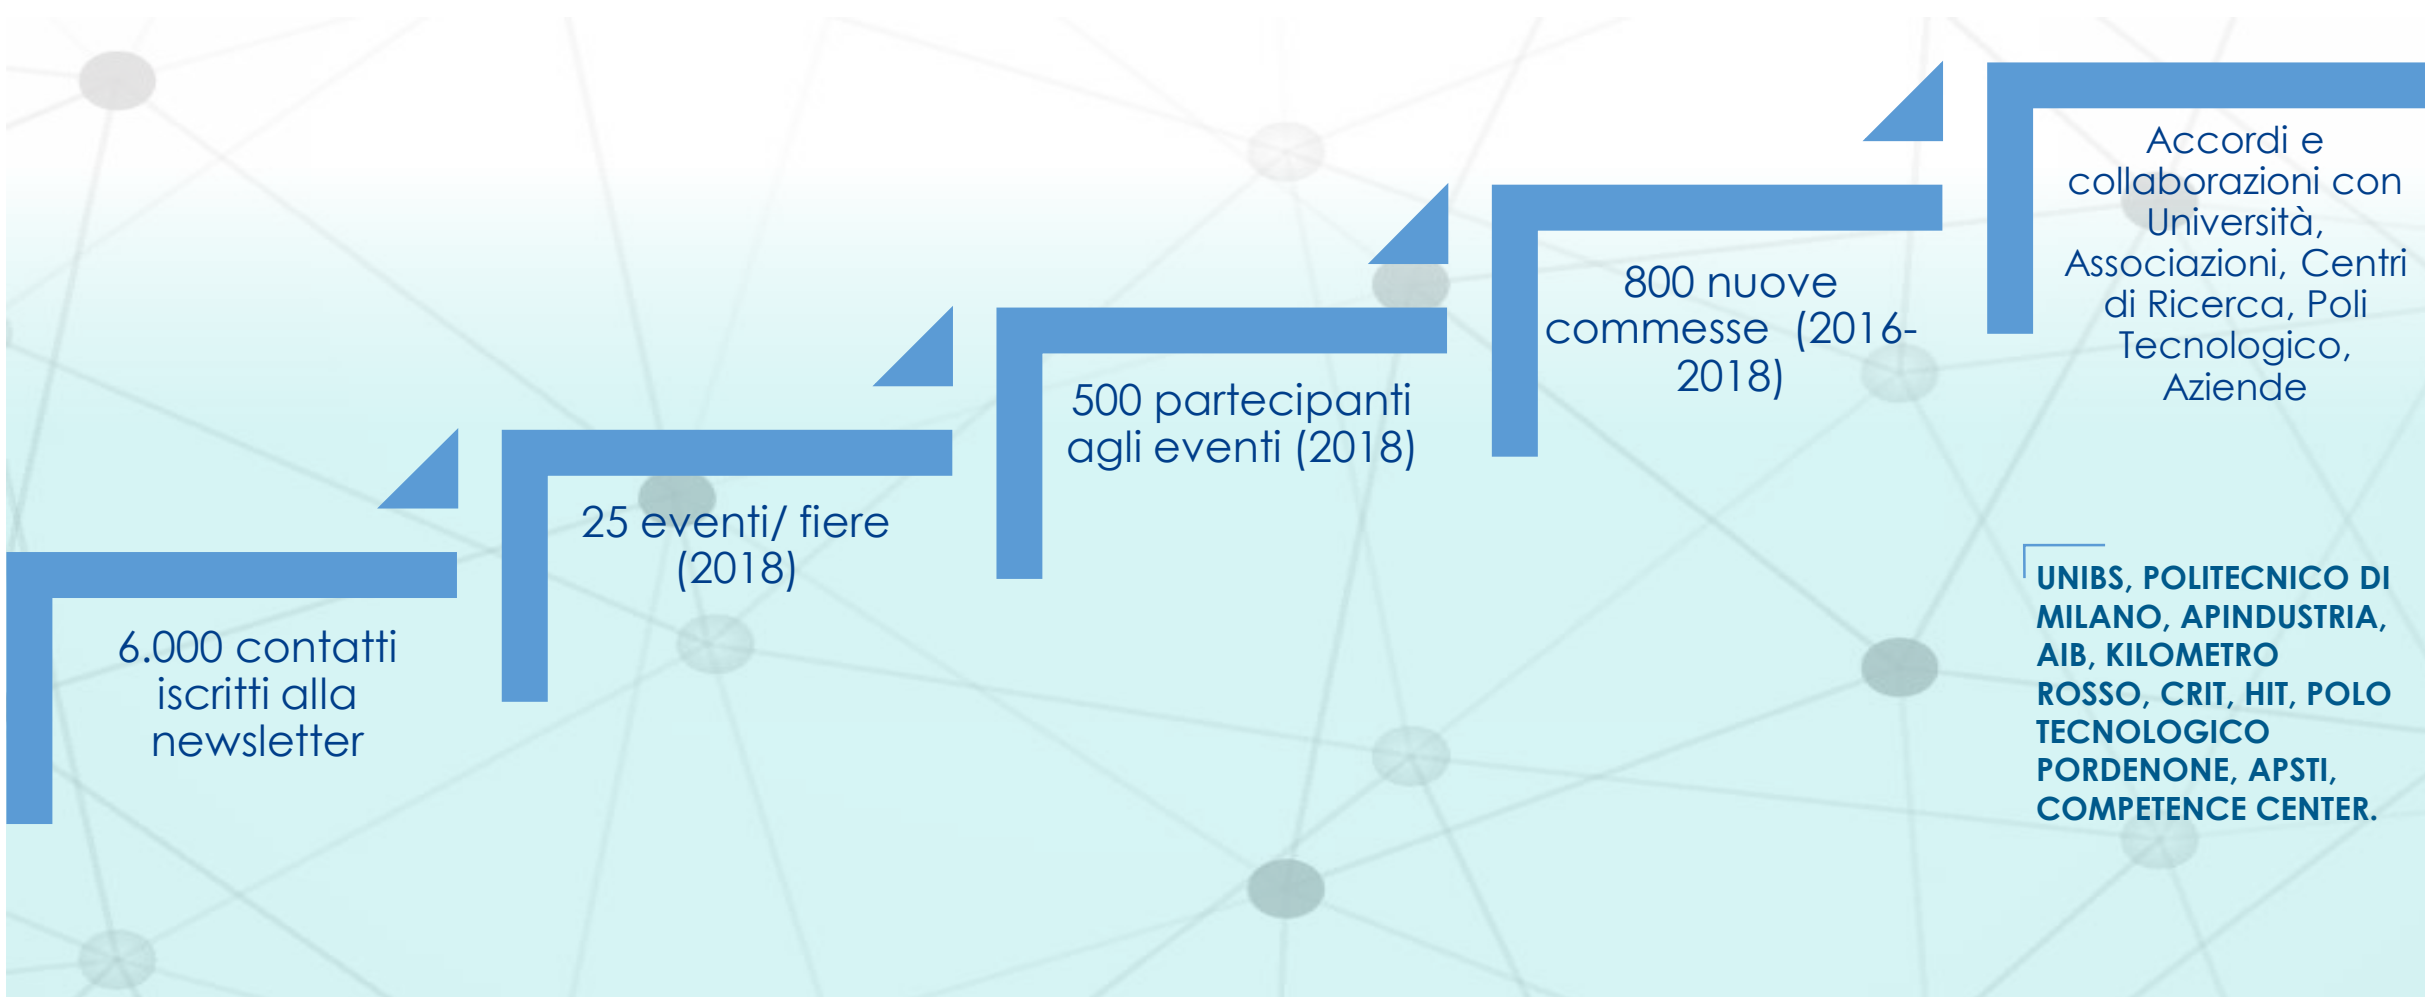 6.000 contatti
iscritti alla
newsletter
25 eventi/ fiere
(2018)
500 partecipanti
agli eventi (2018)
800 nuove
commesse (2016-
2018)
Accordi e
collaborazioni con
Università,
Associazioni, Centri
di Ricerca, Poli
Tecnologico,
Aziende
UNIBS, POLITECNICO DI
MILANO, APINDUSTRIA,
AIB, KILOMETRO
ROSSO, CRIT, HIT, POLO
TECNOLOGICO
PORDENONE, APSTI,
COMPETENCE CENTER.